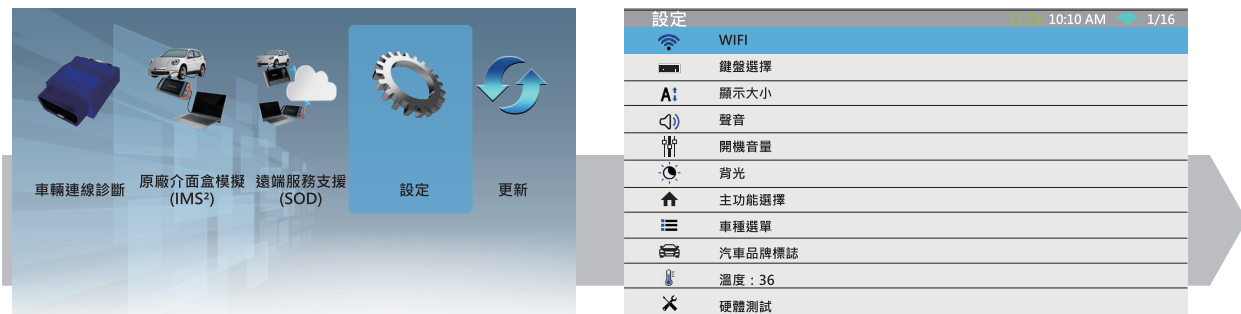 車輛連線診斷
原廠介面盒模擬
(IMS²)
遠端服務支援
(SOD)
設定
更新
設定 10:10 AM 1/16
WIFI
鍵盤選擇
顯示大小
聲音
開機音量
背光
主功能選擇
車種選單
汽車品牌標誌
溫度：36
硬體測試